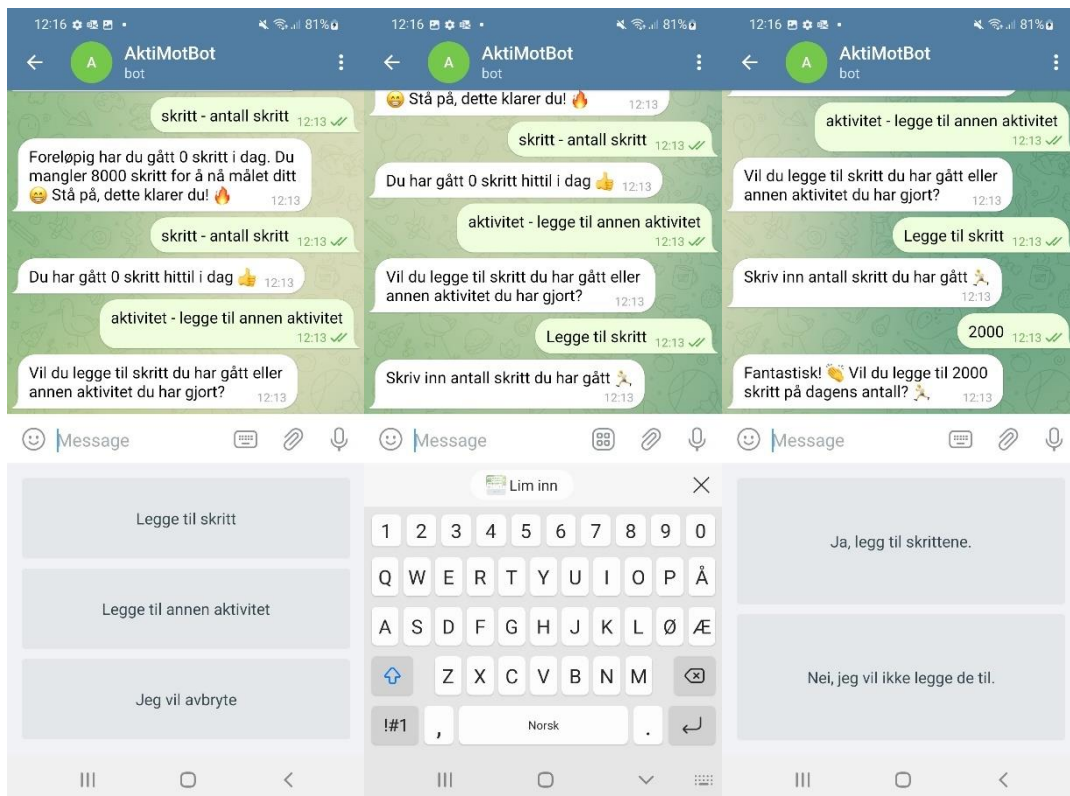 12:16
81%
A
AktiMotBot
bot
skritt - antall skritt 12:13
Foreløpig har du gått 0 skritt i dag. Du
mangler 8000 skritt for å nå målet ditt
😁 Stå på, dette klarer du! 🔥 12:13
skritt - antall skritt 12:13
Du har gått 0 skritt hittil i dag 👍 12:13
aktivitet - legge til annen aktivitet
12:13
Vil du legge til skritt du har gått eller
annen aktivitet du har gjort? 12:13
Message
Legge til skritt
Legge til annen aktivitet
Jeg vil avbryte
12:16
81%
A
AktiMotBot
bot
😁 Stå på, dette klarer du! 🔥 12:13
skritt - antall skritt 12:13
Du har gått 0 skritt hittil i dag 👍 12:13
aktivitet - legge til annen aktivitet
12:13
Vil du legge til skritt du har gått eller
annen aktivitet du har gjort? 12:13
Legge til skritt 12:13
Skriv inn antall skritt du har gått 🏃
12:13
Message
Lim inn
1 2 3 4 5 6 7 8 9 0
Q W E R T Y U I O P Å
A S D F G H J K L Ø Æ
Z X C V B N M
!#1 , Norsk .
12:16
81%
A
AktiMotBot
bot
aktivitet - legge til annen aktivitet
12:13
Vil du legge til skritt du har gått eller
annen aktivitet du har gjort? 12:13
Legge til skritt 12:13
Skriv inn antall skritt du har gått 🏃
12:13
2000 12:13
Fantastisk! 👏 Vil du legge til 2000
skritt på dagens antall? 🏃 12:13
Message
Ja, legg til skrittene.
Nei, jeg vil ikke legge de til.